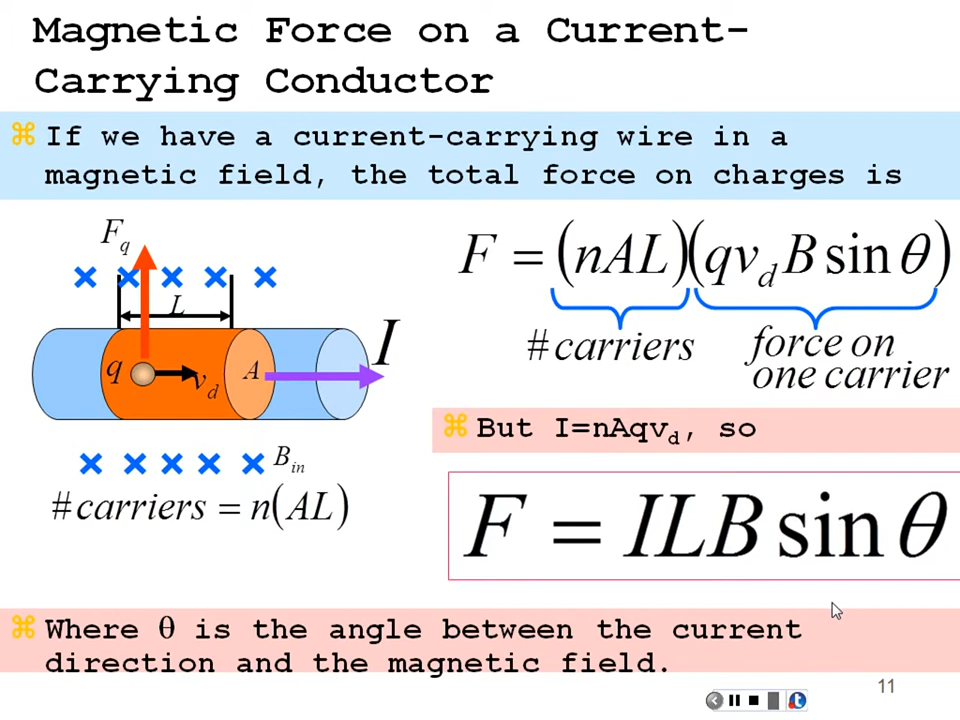 Magnetic Force on a Current-
Carrying Conductor
⌘ If we have a current-carrying wire in a
magnetic field, the total force on charges is
F_q
L
q
v_d
A
I
B_in
# carriers = n(AL)
F = (nAL)(qv_d B sin θ)
# carriers
force on
one carrier
⌘ But I=nAqv_d, so
F = ILB sin θ
⌘ Where θ is the angle between the current
direction and the magnetic field.
11